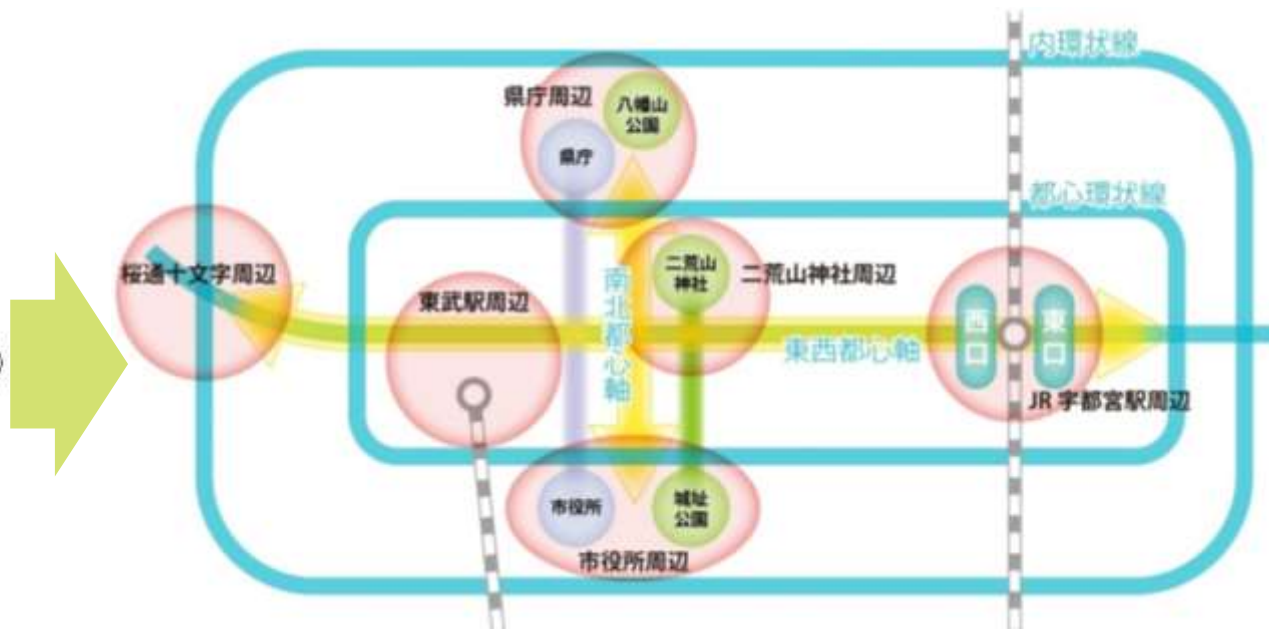 内環状線
県庁周辺
八幡山
公園
県庁
都心環状線
桜通十文字周辺
東武駅周辺
南北都心軸
二荒山
神社
二荒山神社周辺
東西都心軸
西
東
JR宇都宮駅周辺
市役所
城址
公園
市役所周辺